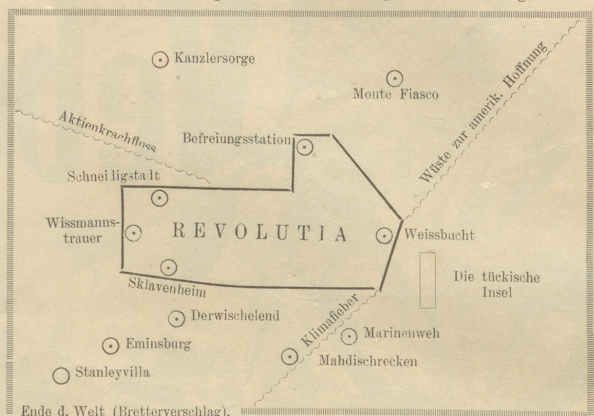 Kanzlersorge
Monte Fiasco
Wüste zur amerik. Hoffnung
Aktienkrachfluss
Befreiungsstation
Schneiligstadt
Wissmanns-
trauer
REVOLUTIA
Weissbucht
Die tückische
Insel
Sklavenheim
Derwischelend
Klimafieber
Marinenweh
Eminsburg
Mahdischrecken
Stanleyvilla
Ende d. Welt (Bretterverschlag).